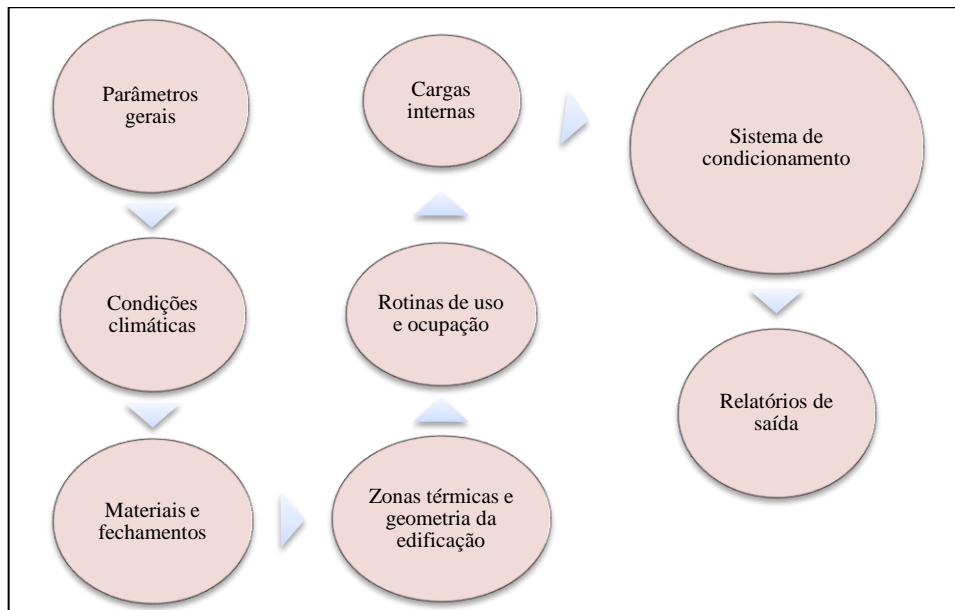 Parâmetros
gerais
Condições
climáticas
Materiais e
fechamentos
Zonas térmicas e
geometria da
edificação
Rotinas de uso
e ocupação
Cargas
internas
Sistema de
condicionamento
Relatórios de
saída